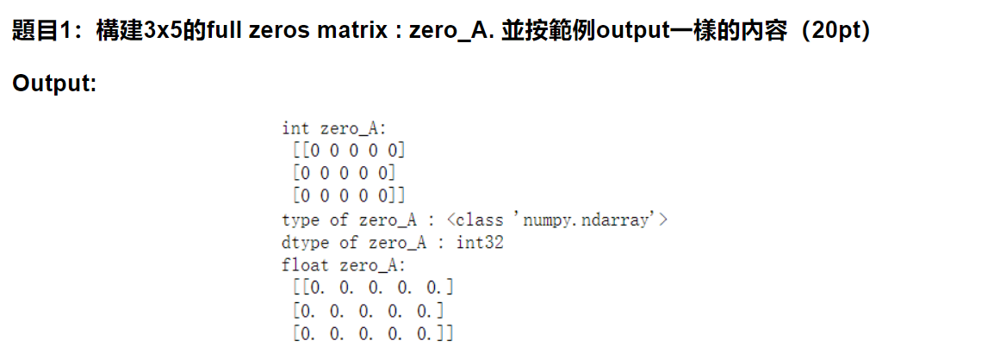 題目1：構建3x5的full zeros matrix : zero_A. 並按範例output一樣的内容（20pt）
Output:
int zero_A:
[[0 0 0 0 0]
[0 0 0 0 0]
[0 0 0 0 0]]
type of zero_A : <class 'numpy.ndarray'>
dtype of zero_A : int32
float zero_A:
[[0. 0. 0. 0. 0.]
[0. 0. 0. 0. 0.]
[0. 0. 0. 0. 0.]]